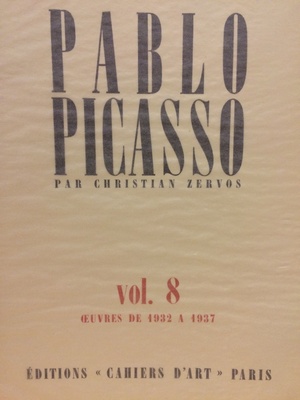 PABLO
PICASSO
PAR CHRISTIAN ZERVOS
vol. 8
ŒUVRES DE 1932 A 1937
ÉDITIONS “ CAHIERS D'ART ” PARIS